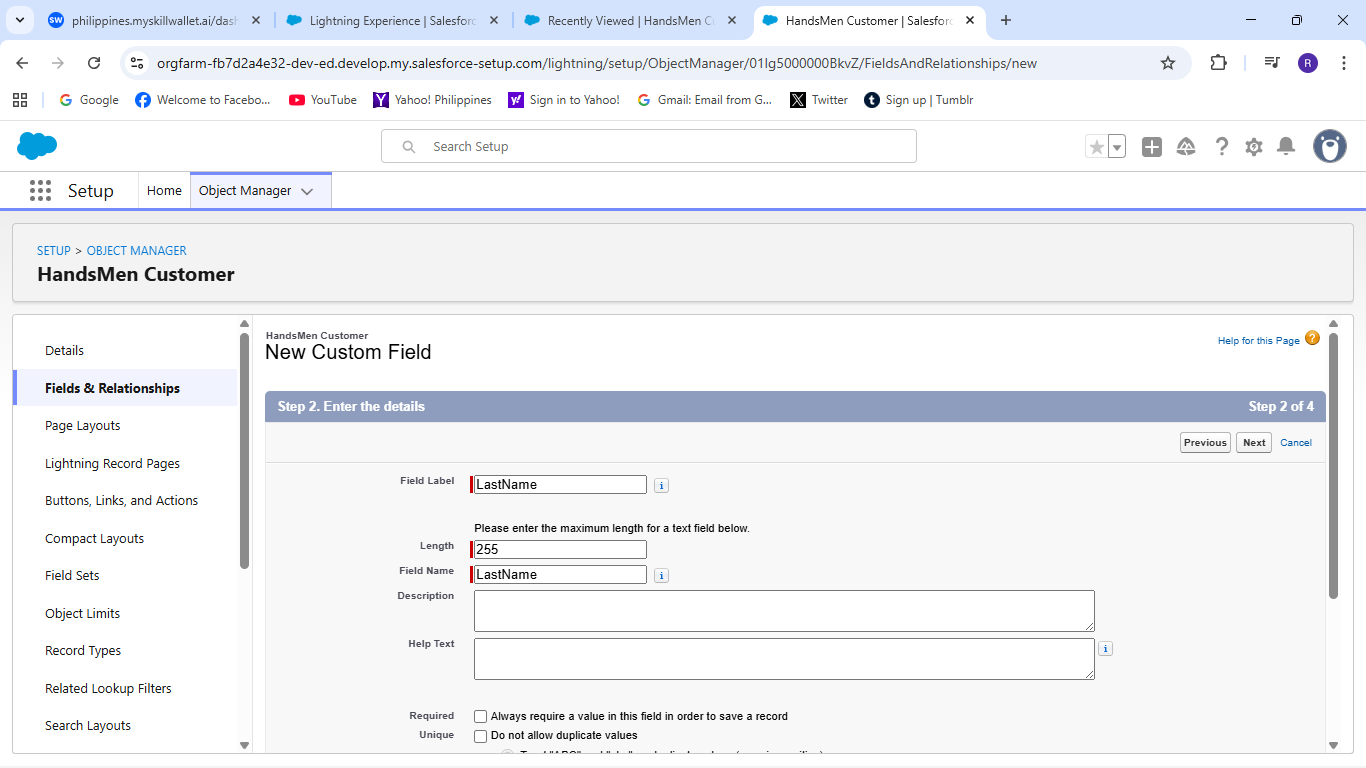 philippines.myskillwallet.ai/dash
Lightning Experience | Salesforc
Recently Viewed | HandsMen C
HandsMen Customer | Salesforc
orgfarm-fb7d2a4e32-dev-ed.develop.my.salesforce-setup.com/lightning/setup/ObjectManager/01Ig5000000BkvZ/FieldsAndRelationships/new
R
Google
Welcome to Facebo...
YouTube
Yahoo! Philippines
Sign in to Yahoo!
Gmail: Email from G...
Twitter
Sign up | Tumblr
Search Setup
Setup
Home
Object Manager
SETUP > OBJECT MANAGER
HandsMen Customer
Details
Fields & Relationships
Page Layouts
Lightning Record Pages
Buttons, Links, and Actions
Compact Layouts
Field Sets
Object Limits
Record Types
Related Lookup Filters
Search Layouts
HandsMen Customer
New Custom Field
Help for this Page
Step 2. Enter the details
Step 2 of 4
Previous
Next
Cancel
Field Label
LastName
Please enter the maximum length for a text field below.
Length
255
Field Name
LastName
Description
Help Text
Required
Always require a value in this field in order to save a record
Unique
Do not allow duplicate values